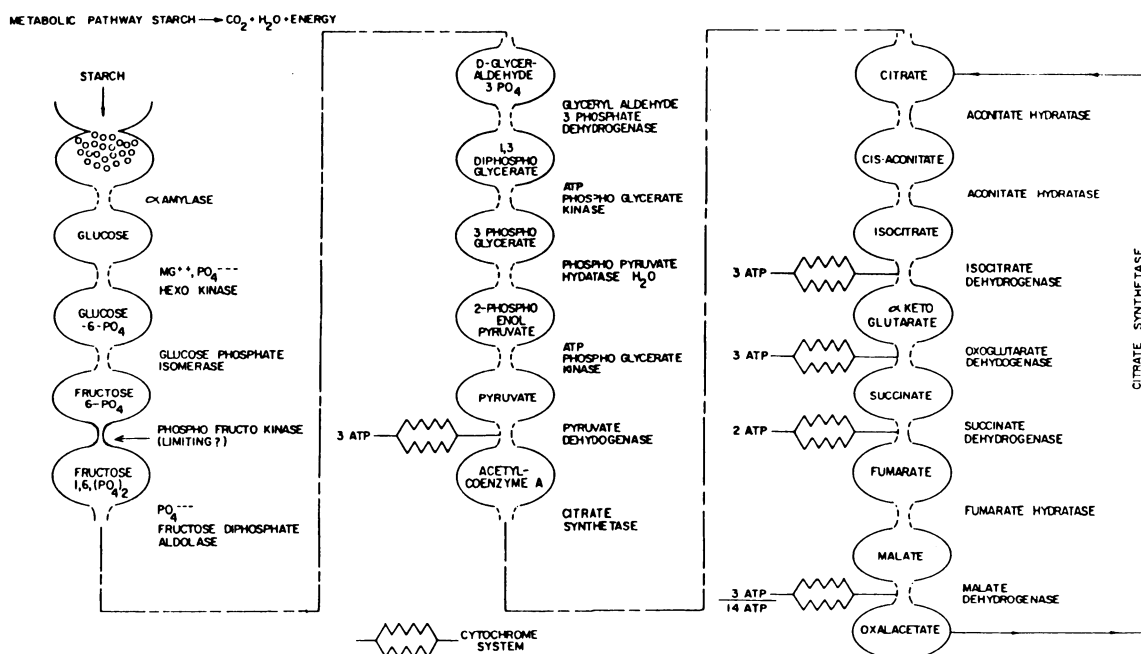 METABOLIC PATHWAY STARCH → CO2 + H2O + ENERGY
STARCH
α AMYLASE
GLUCOSE
MG++, PO4---
HEXO KINASE
GLUCOSE
-6-PO4
GLUCOSE PHOSPHATE
ISOMERASE
FRUCTOSE
6-PO4
PHOSPHO FRUCTO KINASE
(LIMITING?)
FRUCTOSE
1,6,(PO4)2
PO4---
FRUCTOSE DIPHOSPHATE
ALDOLASE
D-GLYCER-
ALDEHYDE
3 PO4
GLYCERYL ALDEHYDE
3 PHOSPHATE
DEHYDROGENASE
1,3
DIPHOSPHO
GLYCERATE
ATP
PHOSPHO GLYCERATE
KINASE
3 PHOSPHO
GLYCERATE
PHOSPHO PYRUVATE
HYDATASE H2O
2-PHOSPHO
ENOL
PYRUVATE
ATP
PHOSPHO GLYCERATE
KINASE
PYRUVATE
3 ATP
PYRUVATE
DEHYDOGENASE
ACETYL-
COENZYME A
CITRATE
SYNTHETASE
CITRATE
ACONITATE HYDRATASE
CIS-ACONITATE
ACONITATE HYDRATASE
ISOCITRATE
3 ATP
ISOCITRATE
DEHYDROGENASE
α KETO
GLUTARATE
3 ATP
OXOGLUTARATE
DEHYDOGENASE
SUCCINATE
2 ATP
SUCCINATE
DEHYDROGENASE
FUMARATE
FUMARATE HYDRATASE
MALATE
3 ATP
14 ATP
MALATE
DEHYDROGENASE
OXALACETATE
CITRATE SYNTHETASE
CYTOCHROME
SYSTEM